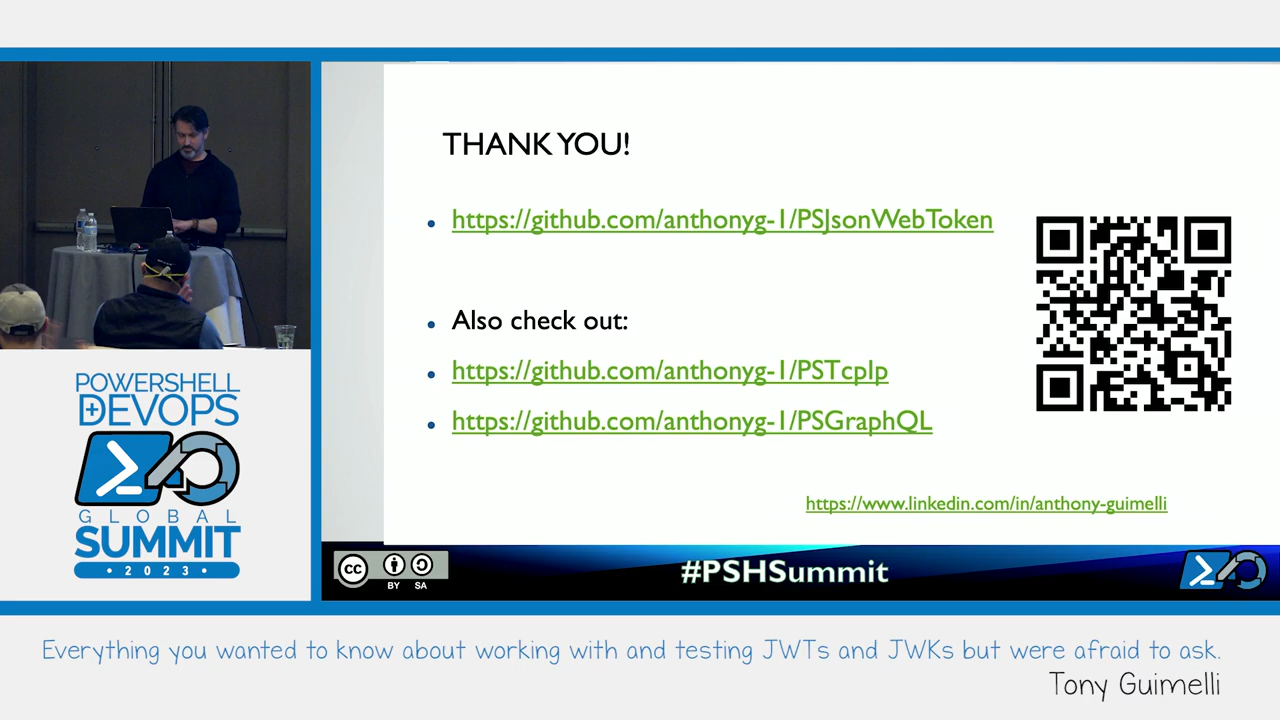 THANK YOU!
https://github.com/anthonyg-1/PSJsonWebToken
Also check out:
https://github.com/anthonyg-1/PSTcpIp
https://github.com/anthonyg-1/PSGraphQL
https://www.linkedin.com/in/anthony-guimelli
POWERSHELL
+DEVOPS
GLOBAL
SUMMIT
• 2023 •
cc
BY SA
#PSHSummit
Everything you wanted to know about working with and testing JWTs and JWKs but were afraid to ask.
Tony Guimelli